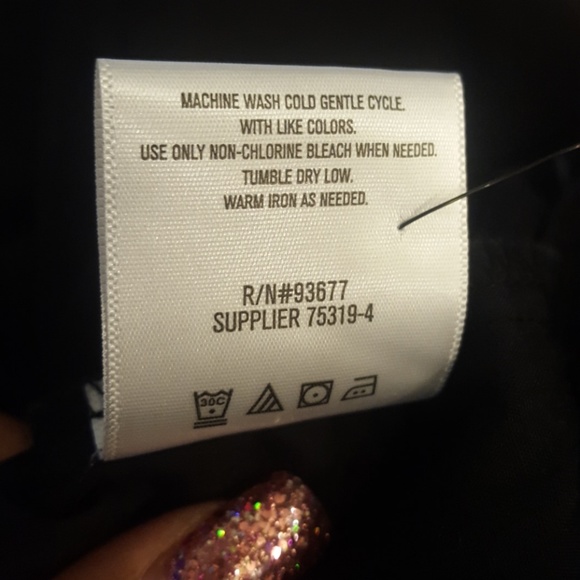 MACHINE WASH COLD GENTLE CYCLE.
WITH LIKE COLORS.
USE ONLY NON-CHLORINE BLEACH WHEN NEEDED.
TUMBLE DRY LOW.
WARM IRON AS NEEDED.
R/N#93677
SUPPLIER 75319-4
30C